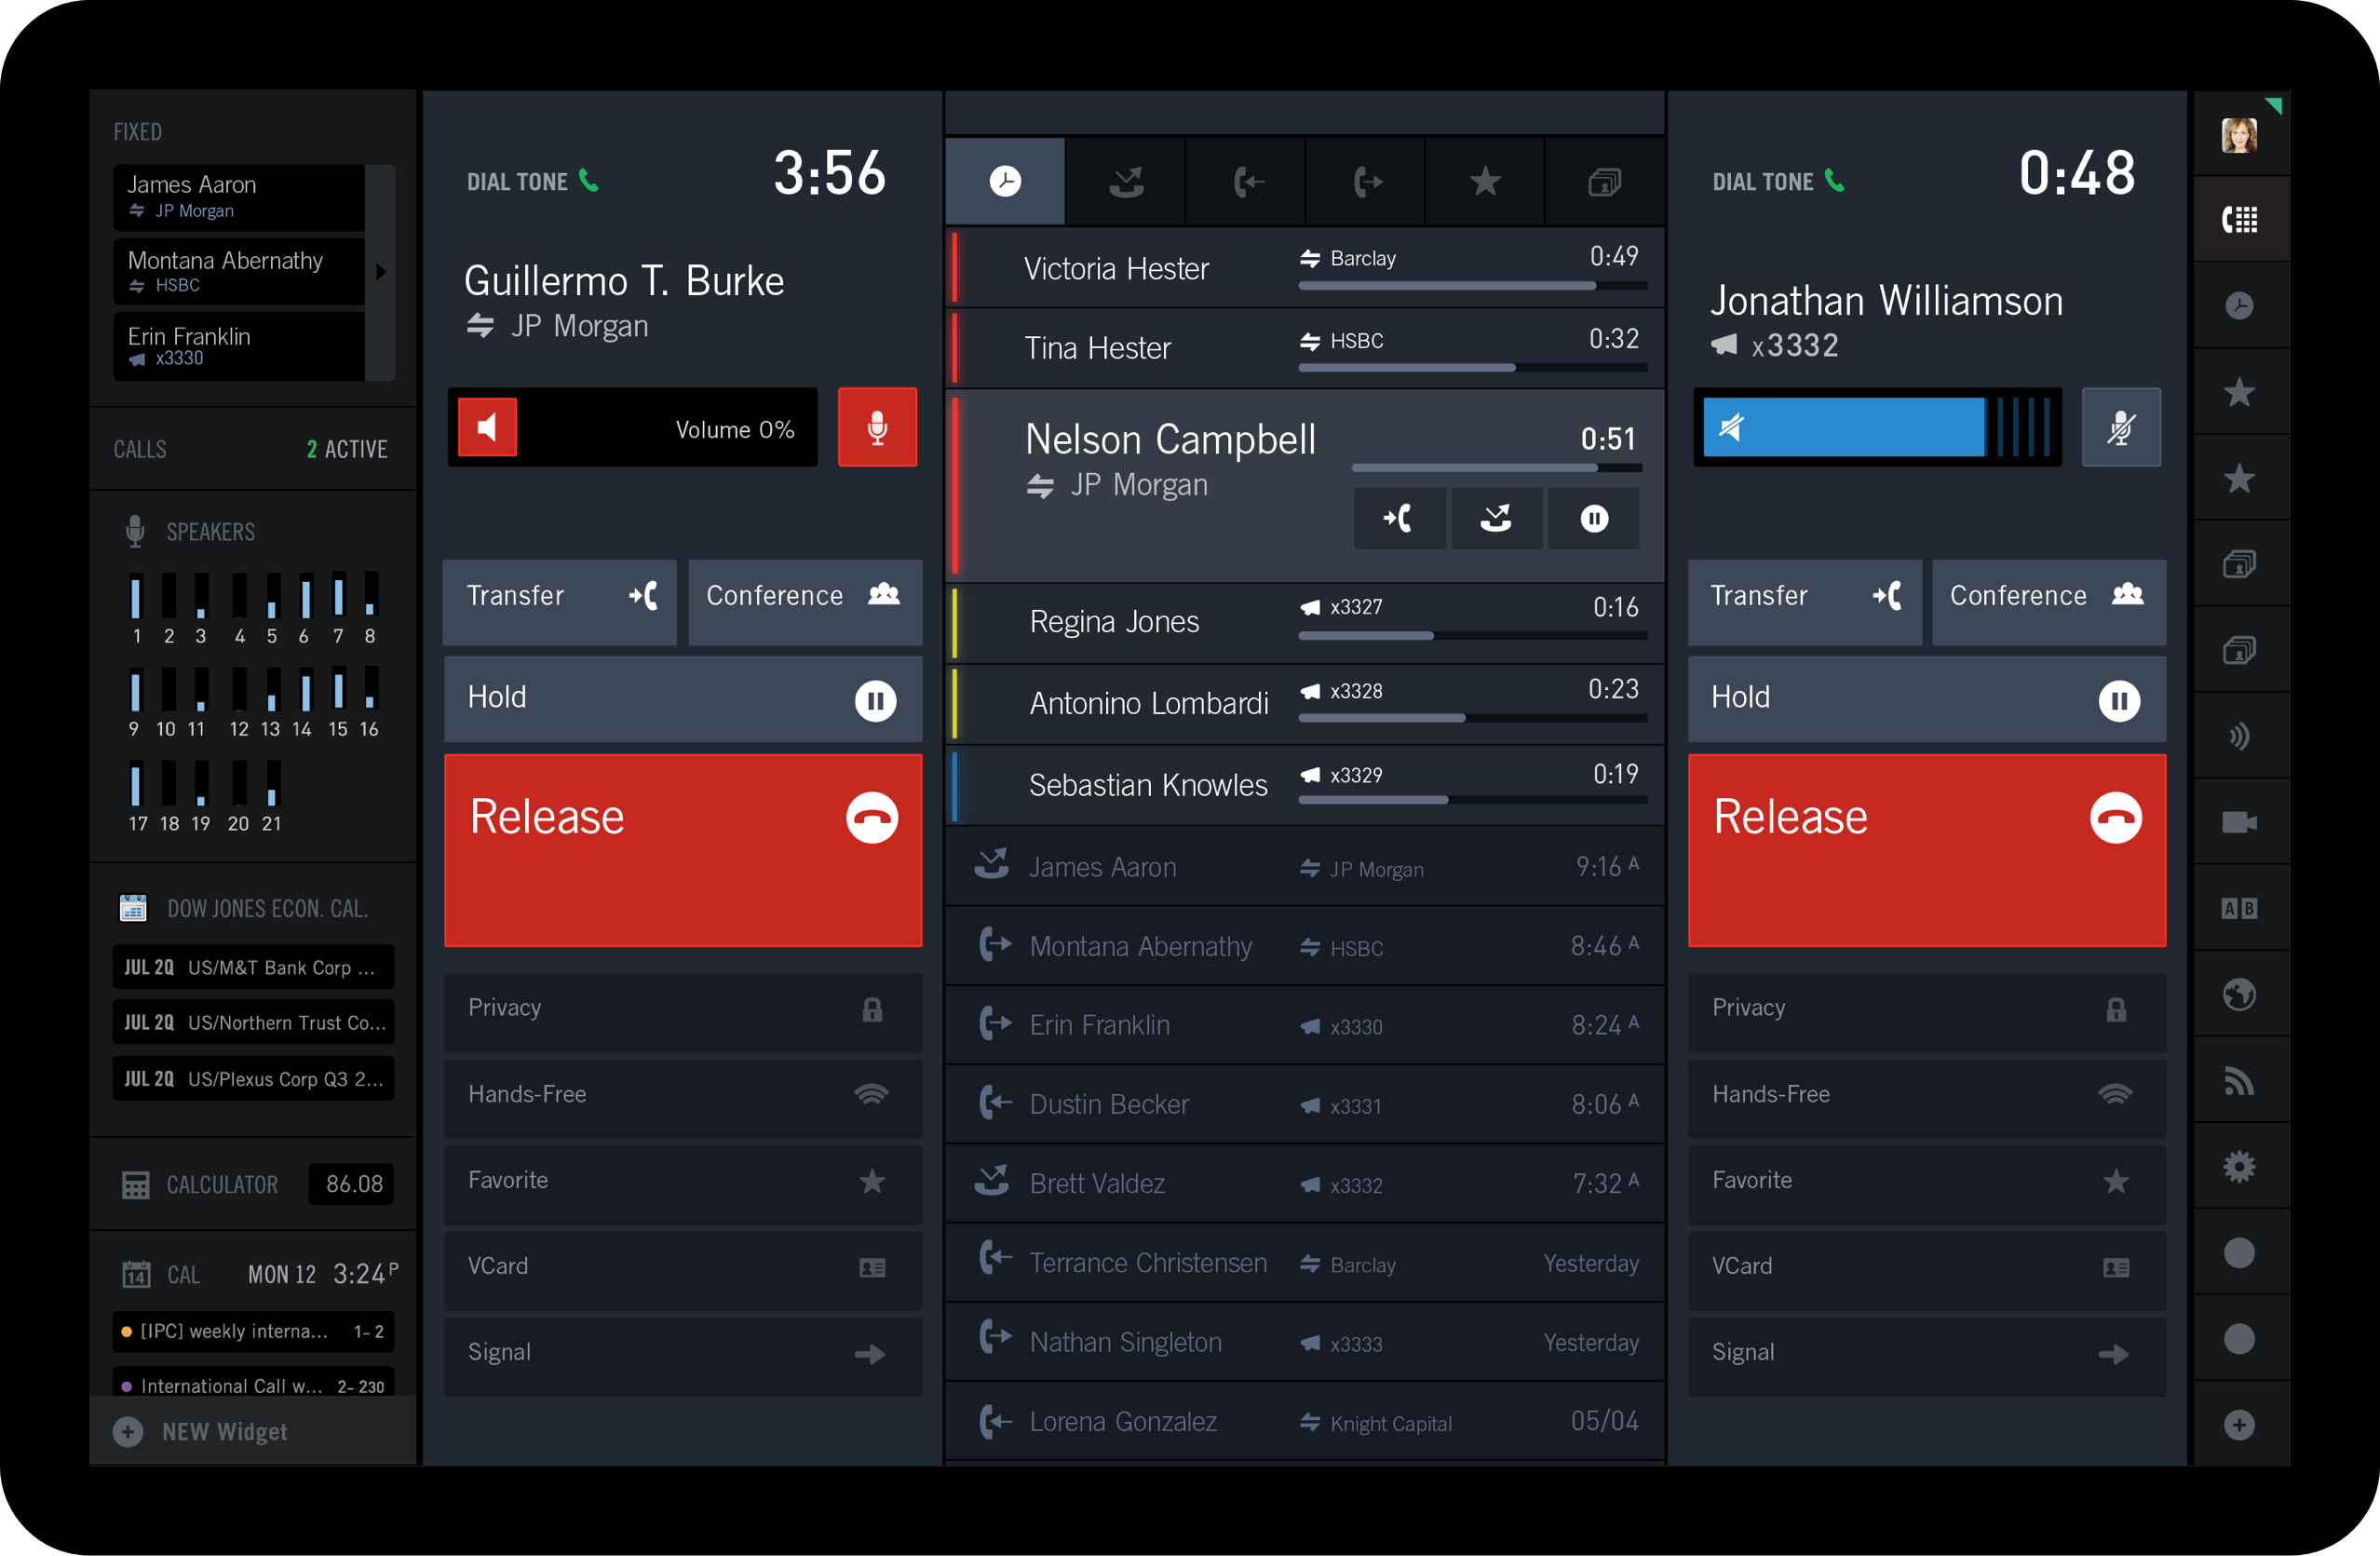 FIXED
James Aaron
JP Morgan
Montana Abernathy
HSBC
Erin Franklin
x3330
CALLS 2 ACTIVE
SPEAKERS
1 2 3 4 5 6 7 8
9 10 11 12 13 14 15 16
17 18 19 20 21
DOW JONES ECON. CAL.
JUL 2Q US/M&T Bank Corp ...
JUL 2Q US/Northern Trust Co...
JUL 2Q US/Plexus Corp Q3 2...
CALCULATOR 86.08
14 CAL MON 12 3:24 P
[IPC] weekly interna... 1- 2
International Call w... 2- 230
NEW Widget
DIAL TONE 3:56
Guillermo T. Burke
JP Morgan
Volume 0%
Transfer Conference
Hold
Release
Privacy
Hands-Free
Favorite
VCard
Signal
Victoria Hester Barclay 0:49
Tina Hester HSBC 0:32
Nelson Campbell 0:51
JP Morgan
Regina Jones x3327 0:16
Antonino Lombardi x3328 0:23
Sebastian Knowles x3329 0:19
James Aaron JP Morgan 9:16 A
Montana Abernathy HSBC 8:46 A
Erin Franklin x3330 8:24 A
Dustin Becker x3331 8:06 A
Brett Valdez x3332 7:32 A
Terrance Christensen Barclay Yesterday
Nathan Singleton x3333 Yesterday
Lorena Gonzalez Knight Capital 05/04
DIAL TONE 0:48
Jonathan Williamson
x3332
Transfer Conference
Hold
Release
Privacy
Hands-Free
Favorite
VCard
Signal
A B